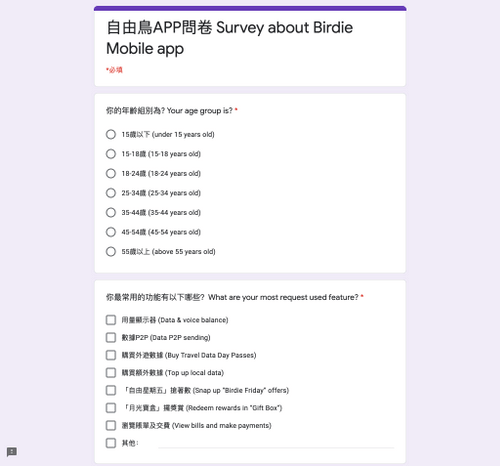 自由鳥APP問卷 Survey about Birdie
Mobile app
*必填
你的年齡組別為? Your age group is? *
15歲以下 (under 15 years old)
15-18歲 (15-18 years old)
18-24歲 (18-24 years old)
25-34歲 (25-34 years old)
35-44歲 (35-44 years old)
45-54歲 (45-54 years old)
55歲以上 (above 55 years old)
你最常用的功能有以下哪些? What are your most request used feature? *
用量顯示器 (Data & voice balance)
數據P2P (Data P2P sending)
購買外遊數據 (Buy Travel Data Day Passes)
購買額外數據 (Top up local data)
「自由星期五」搶著數 (Snap up "Birdie Friday" offers)
「月光寶盒」攞獎賞 (Redeem rewards in "Gift Box")
瀏覽賬單及交費 (View bills and make payments)
其他: